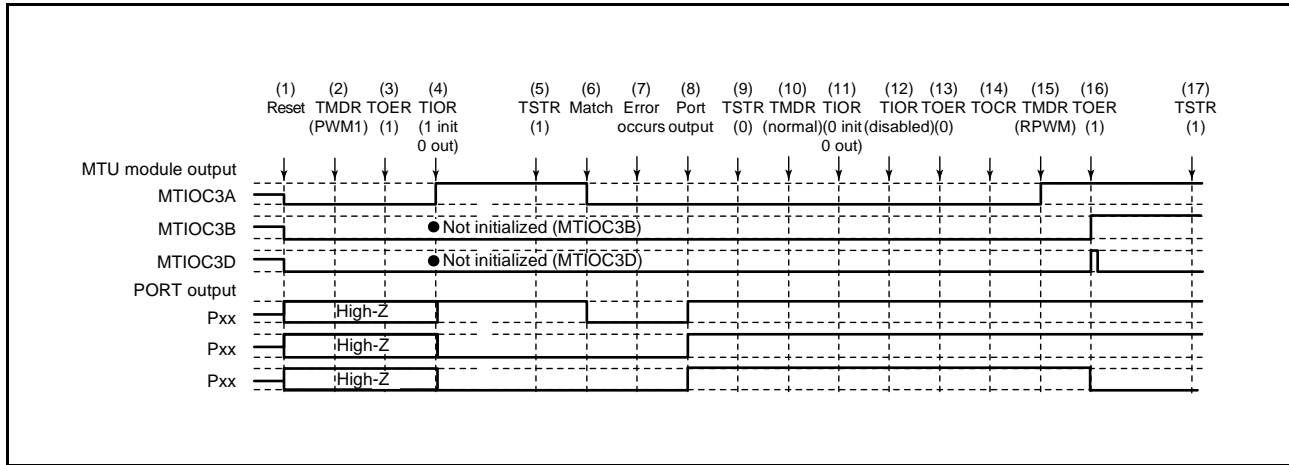 (1) (2) (3) (4) (5) (6) (7) (8) (9) (10) (11) (12) (13) (14) (15) (16) (17)
Reset TMDR TOER TIOR TSTR Match Error Port TSTR TMDR TIOR TIOR TOER TOCR TMDR TOER TSTR
(PWM1) (1) (1 init (1) occurs output (0) (normal) (0 init (disabled) (0) (RPWM) (1) (1)
0 out) 0 out)
MTU module output
MTIOC3A
MTIOC3B ● Not initialized (MTIOC3B)
MTIOC3D ● Not initialized (MTIOC3D)
PORT output
Pxx High-Z
Pxx High-Z
Pxx High-Z